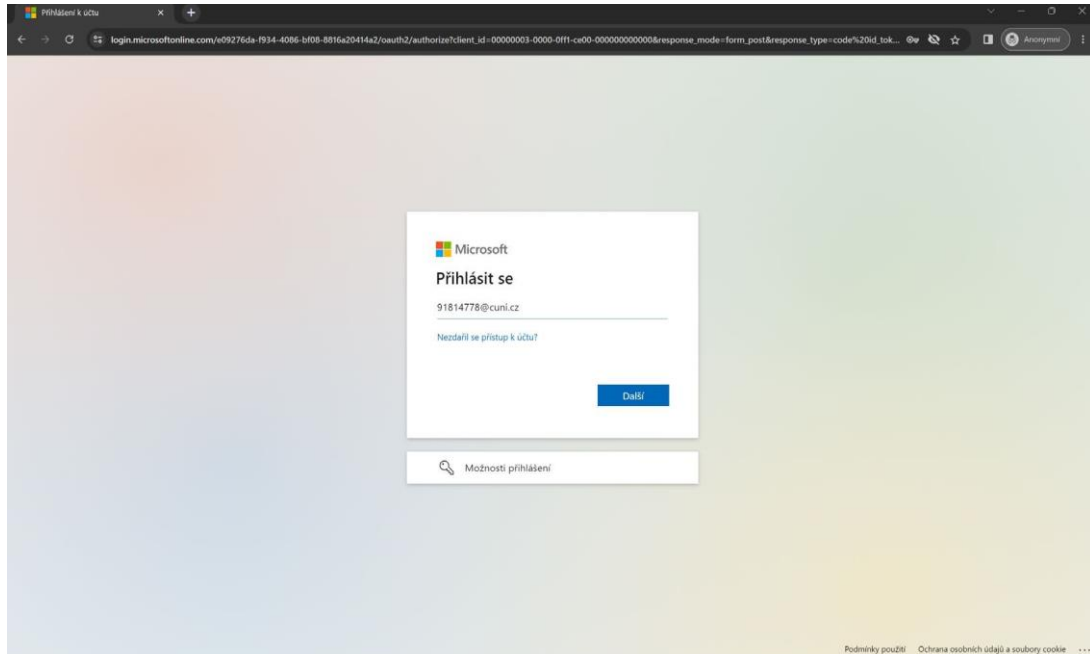 Přihlášení k účtu
login.microsoftonline.com/e09276da-f934-4086-bf08-8816a20414a2/oauth2/authorize?client_id=00000003-0000-0ff1-ce00-000000000000&response_mode=form_post&response_type=code%20id_tok...
Anonymní
Microsoft
Přihlásit se
91814778@cuni.cz
Nezdařil se přístup k účtu?
Další
Možnosti přihlášení
Podmínky použití Ochrana osobních údajů a soubory cookie ...